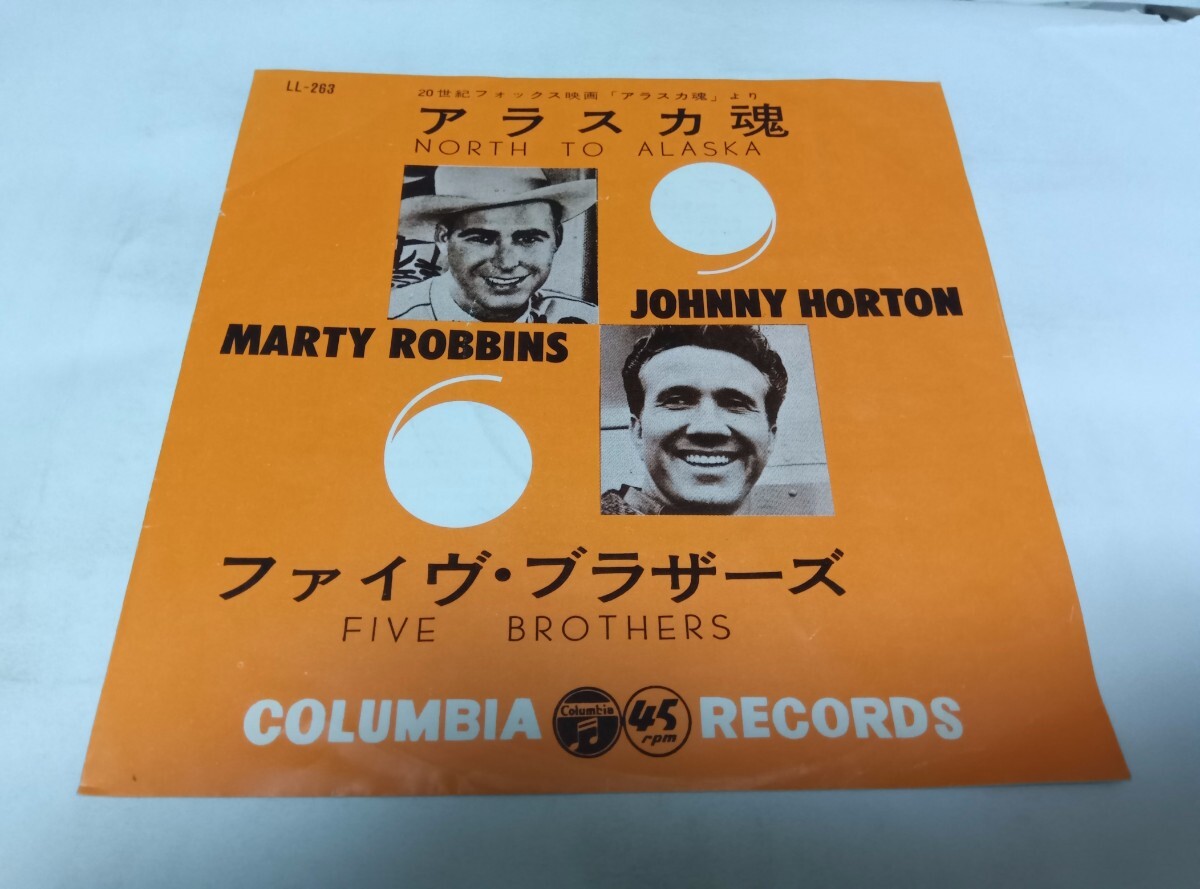 LL-263
20世紀フォックス映画「アラスカ魂」より
アラスカ魂
NORTH TO ALASKA
JOHNNY HORTON
MARTY ROBBINS
ファイヴ・ブラザーズ
FIVE BROTHERS
COLUMBIA Columbia 45 rpm RECORDS